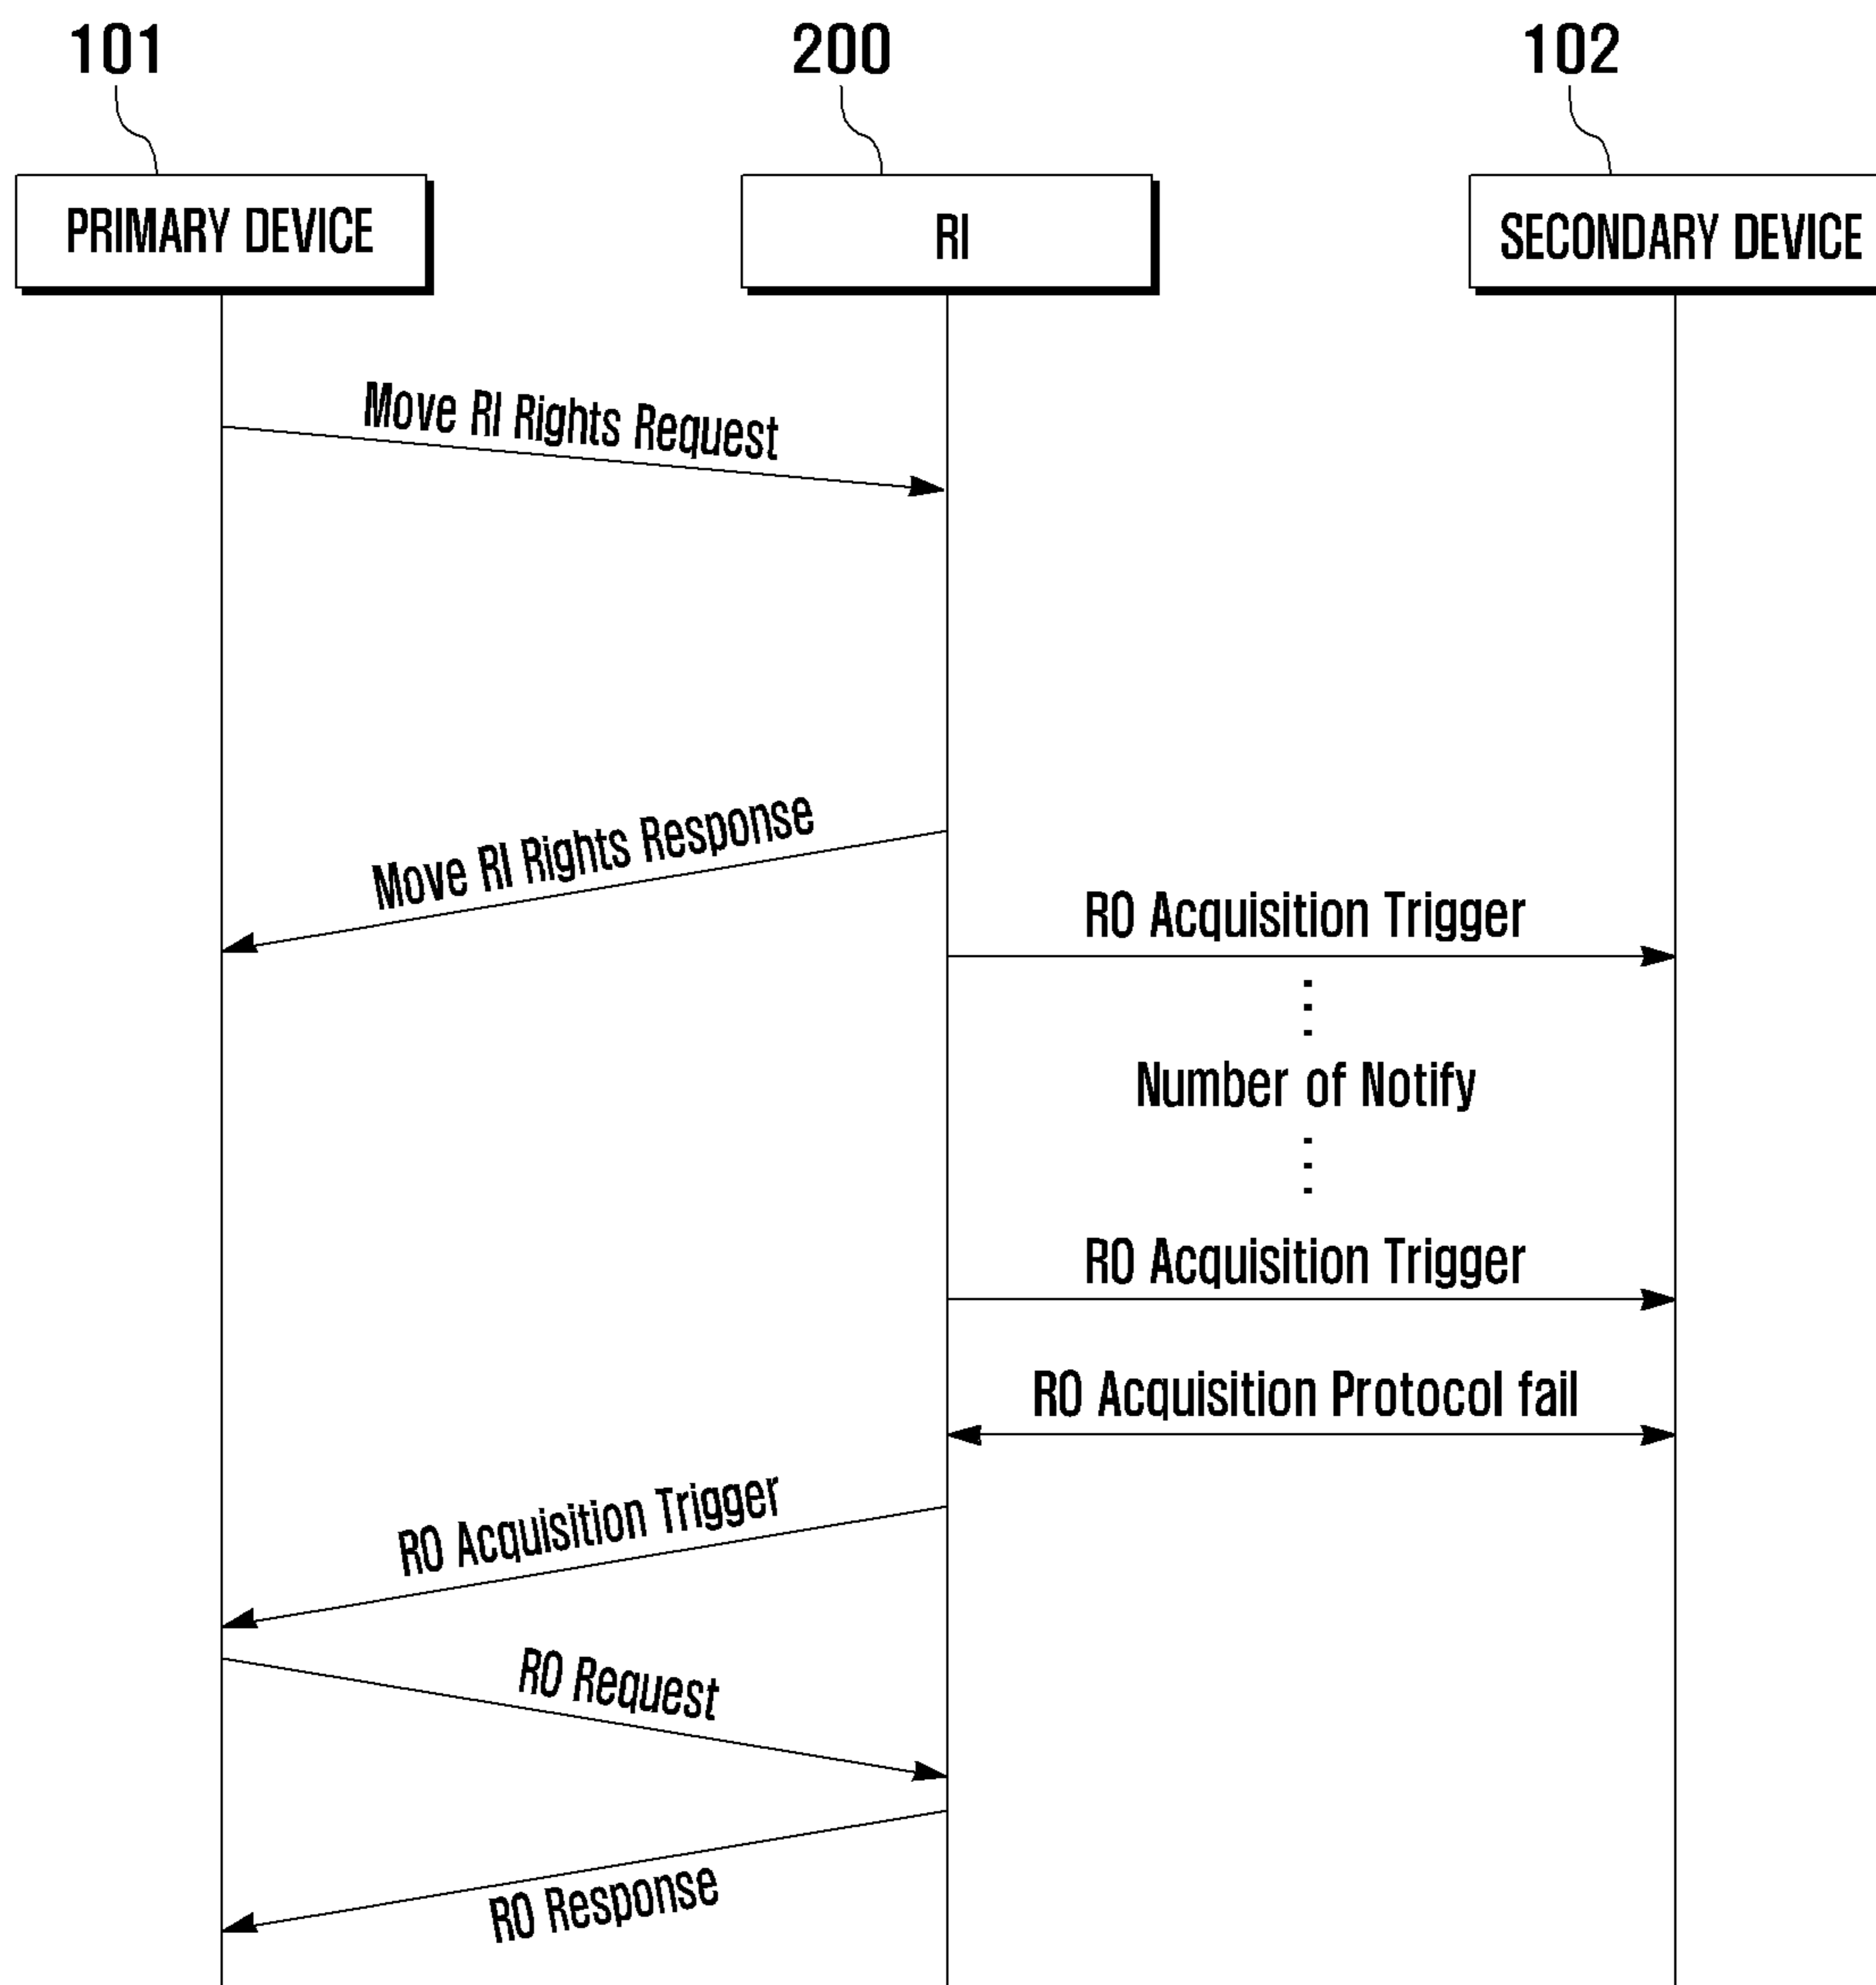 101
200
102
PRIMARY DEVICE
RI
SECONDARY DEVICE
Move RI Rights Request
Move RI Rights Response
RO Acquisition Trigger
Number of Notify
RO Acquisition Trigger
RO Acquisition Protocol fail
RO Acquisition Trigger
RO Request
RO Response